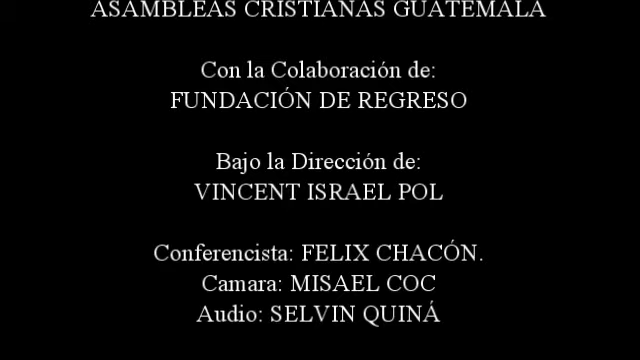 ASAMBLEAS CRISTIANAS GUATEMALA
Con la Colaboración de:
FUNDACIÓN DE REGRESO
Bajo la Dirección de:
VINCENT ISRAEL POL
Conferencista: FELIX CHACÓN.
Camara: MISAEL COC
Audio: SELVIN QUINÁ